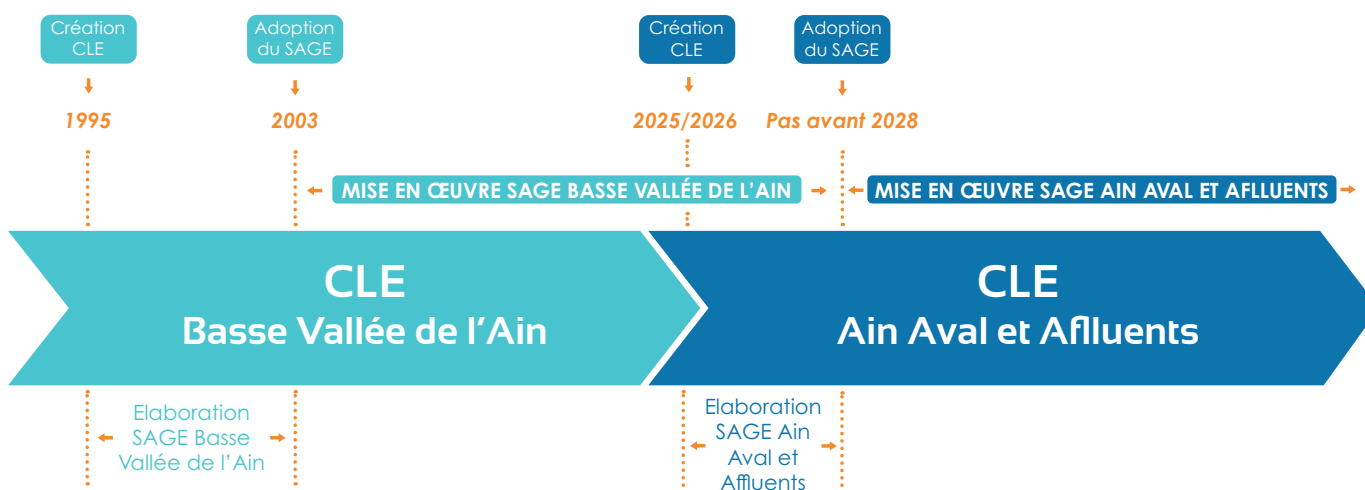 Création
CLE
Adoption
du SAGE
Création
CLE
Adoption
du SAGE
1995
2003
2025/2026
Pas avant 2028
MISE EN ŒUVRE SAGE BASSE VALLÉE DE L'AIN
MISE EN ŒUVRE SAGE AIN AVAL ET AFLLUENTS
CLE
Basse Vallée de l'Ain
CLE
Ain Aval et Aflluents
Elaboration
SAGE Basse
Vallée de l'Ain
Elaboration
SAGE Ain
Aval et
Affluents